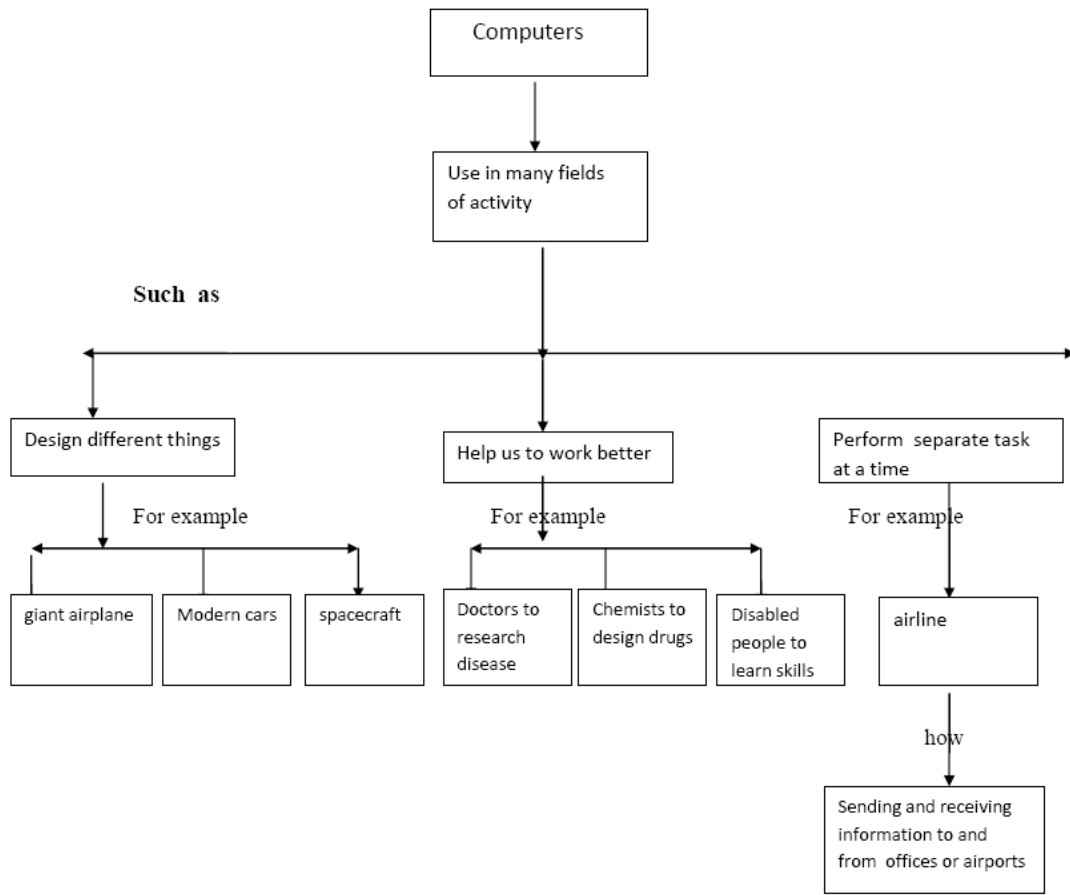 Computers
Use in many fields
of activity
Such as
Design different things
Help us to work better
Perform separate task
at a time
For example
For example
For example
giant airplane
Modern cars
spacecraft
Doctors to
research
disease
Chemists to
design drugs
Disabled
people to
learn skills
airline
how
Sending and receiving
information to and
from offices or airports